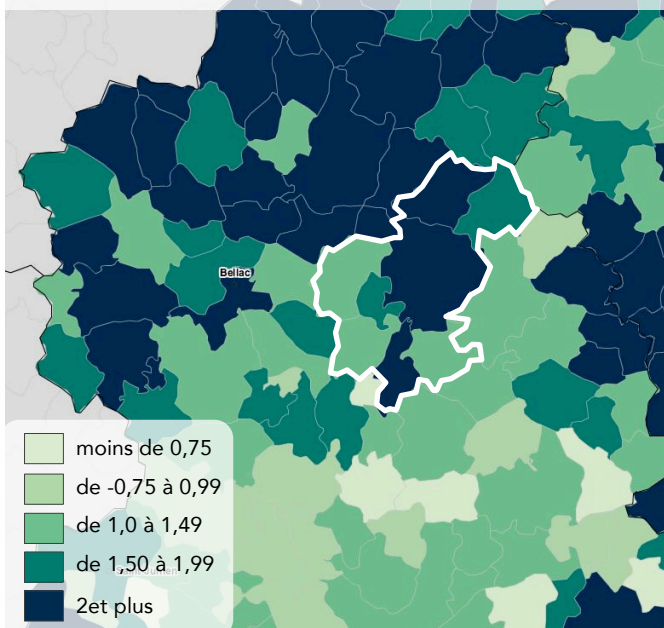 Bellac
moins de 0,75
de -0,75 à 0,99
de 1,0 à 1,49
de 1,50 à 1,99
2et plus